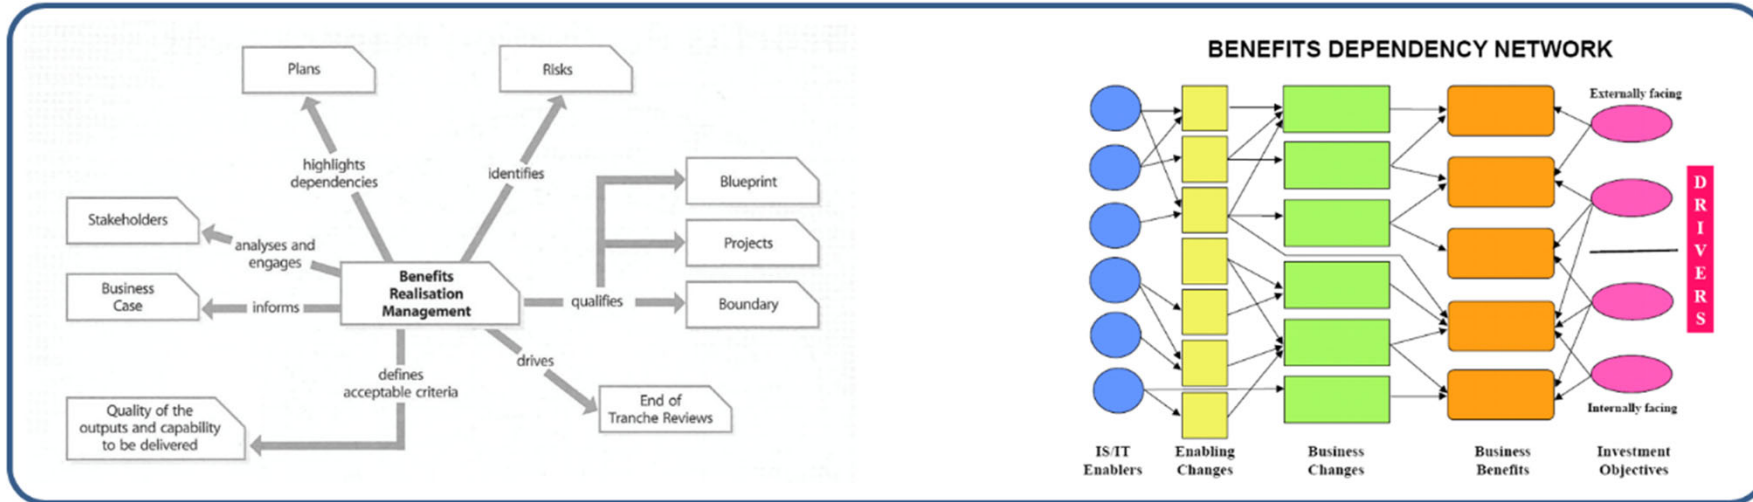 Plans
Risks
highlights
dependencies
identifies
Blueprint
Stakeholders
analyses and
engages
Projects
Benefits
Realisation
Management
Business
Case
informs
qualifies
Boundary
drives
defines
acceptable criteria
End of
Tranche Reviews
Quality of the
outputs and capability
to be delivered
BENEFITS DEPENDENCY NETWORK
Externally facing
DRIVERS
Internally facing
IS/IT
Enablers
Enabling
Changes
Business
Changes
Business
Benefits
Investment
Objectives